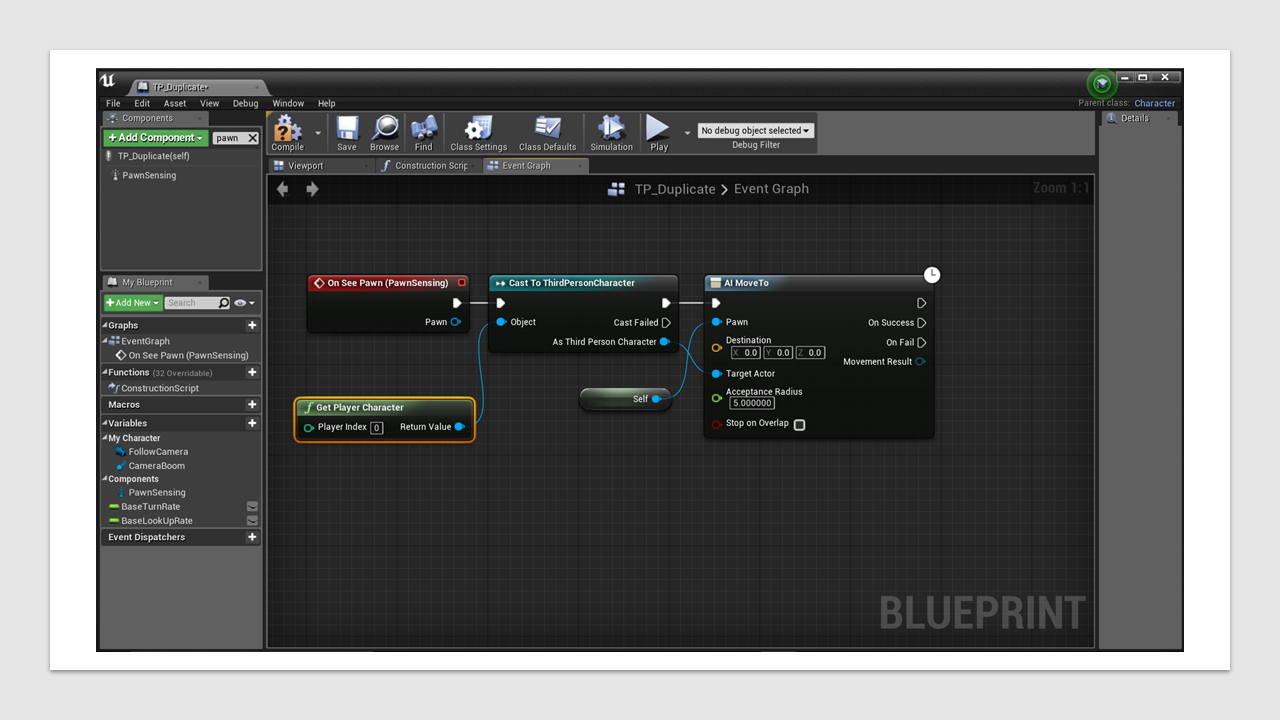 TP_Duplicate*
File Edit Asset View Debug Window Help
Parent class: Character
Components
+ Add Component
pawn
TP_Duplicate(self)
PawnSensing
My Blueprint
+ Add New
Search
Graphs
EventGraph
On See Pawn (PawnSensing)
Functions (32 Overridable)
ConstructionScript
Macros
Variables
My Character
FollowCamera
CameraBoom
Components
PawnSensing
BaseTurnRate
BaseLookUpRate
Event Dispatchers
Compile
Save
Browse
Find
Class Settings
Class Defaults
Simulation
Play
No debug object selected
Debug Filter
Viewport
Construction Scrip
Event Graph
TP_Duplicate > Event Graph
Zoom 1:1
On See Pawn (PawnSensing)
Pawn
Cast To ThirdPersonCharacter
Object
Cast Failed
As Third Person Character
Get Player Character
Player Index 0
Return Value
Self
AI MoveTo
Pawn
On Success
Destination
X 0.0 Y 0.0 Z 0.0
On Fail
Movement Result
Target Actor
Acceptance Radius
5.000000
Stop on Overlap
BLUEPRINT
Details